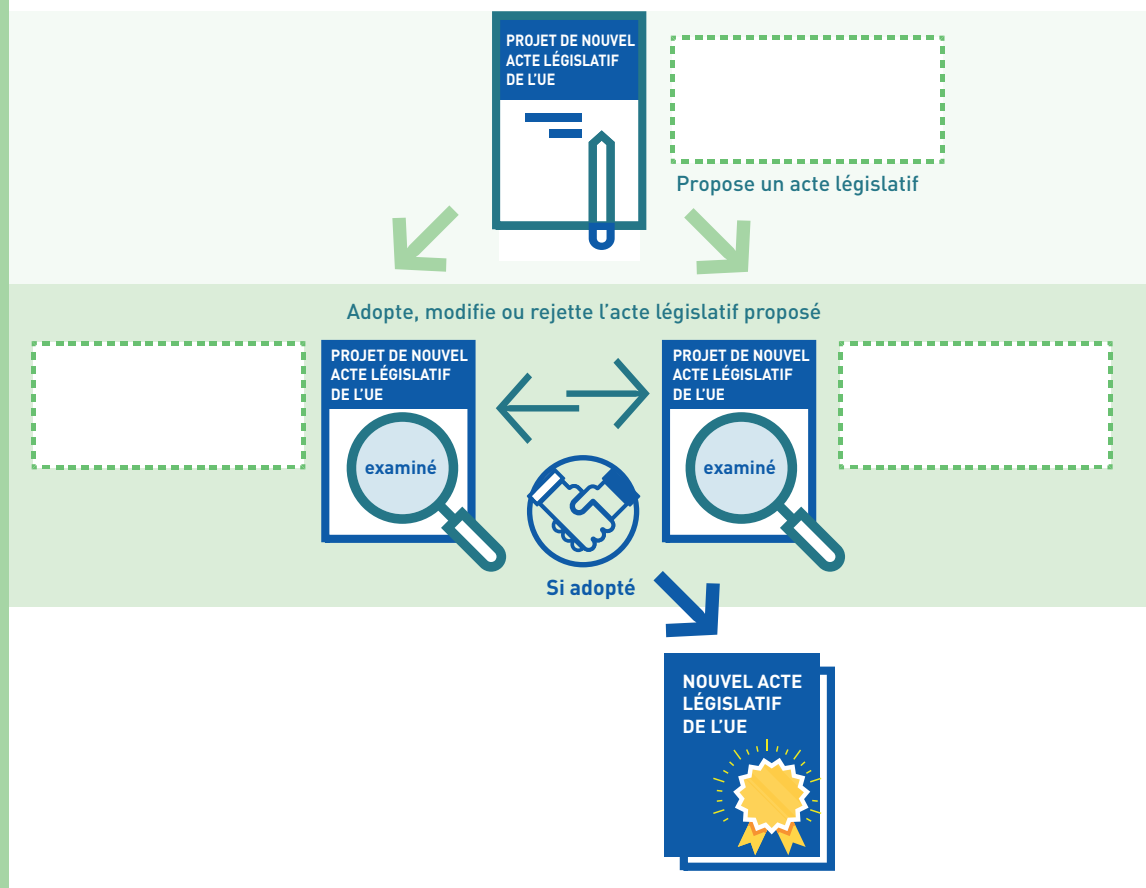 PROJET DE NOUVEL
ACTE LÉGISLATIF
DE L'UE
Propose un acte législatif
Adopte, modifie ou rejette l'acte législatif proposé
PROJET DE NOUVEL
ACTE LÉGISLATIF
DE L'UE
examiné
PROJET DE NOUVEL
ACTE LÉGISLATIF
DE L'UE
examiné
Si adopté
NOUVEL ACTE
LÉGISLATIF
DE L'UE